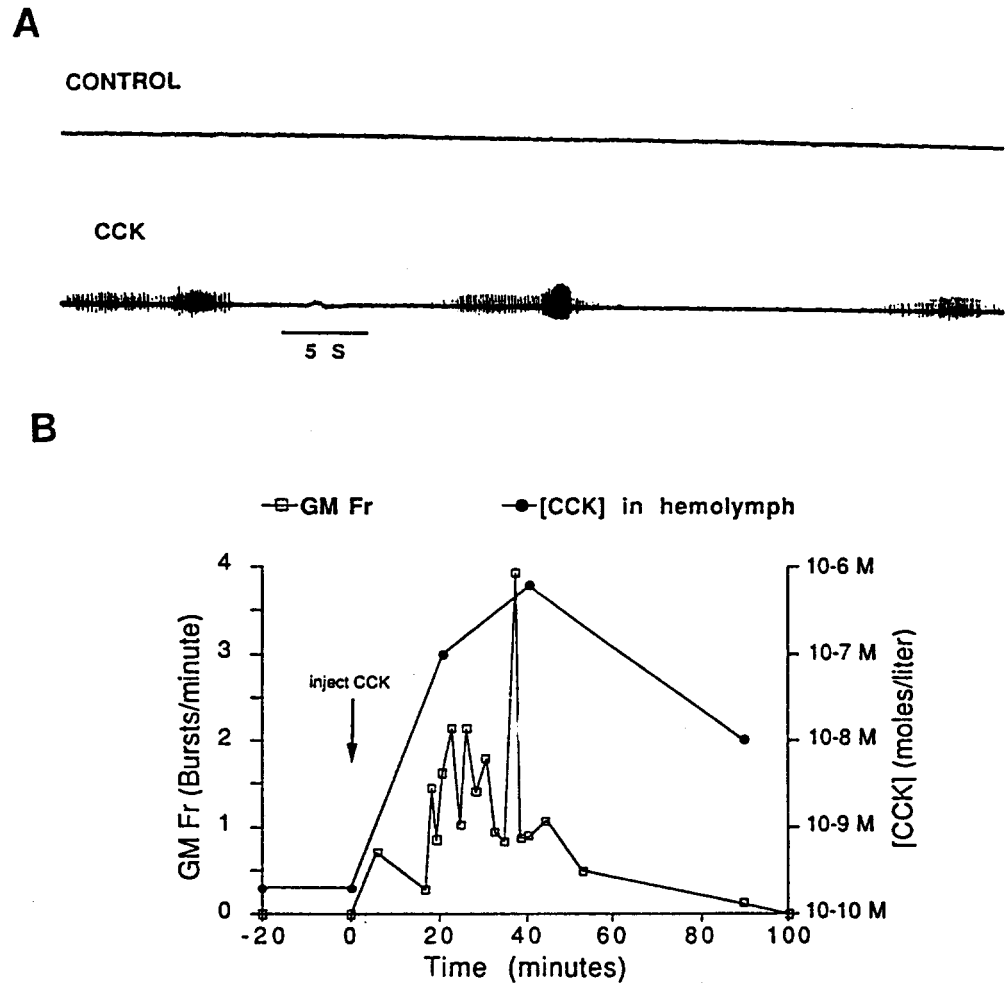 A
CONTROL
CCK
5 S
B
GM Fr
[CCK] in hemolymph
4
3
2
1
0
GM Fr (Bursts/minute)
inject CCK
10-6 M
10-7 M
10-8 M
10-9 M
10-10 M
[CCK] (moles/liter)
-20 0 20 40 60 80 100
Time (minutes)